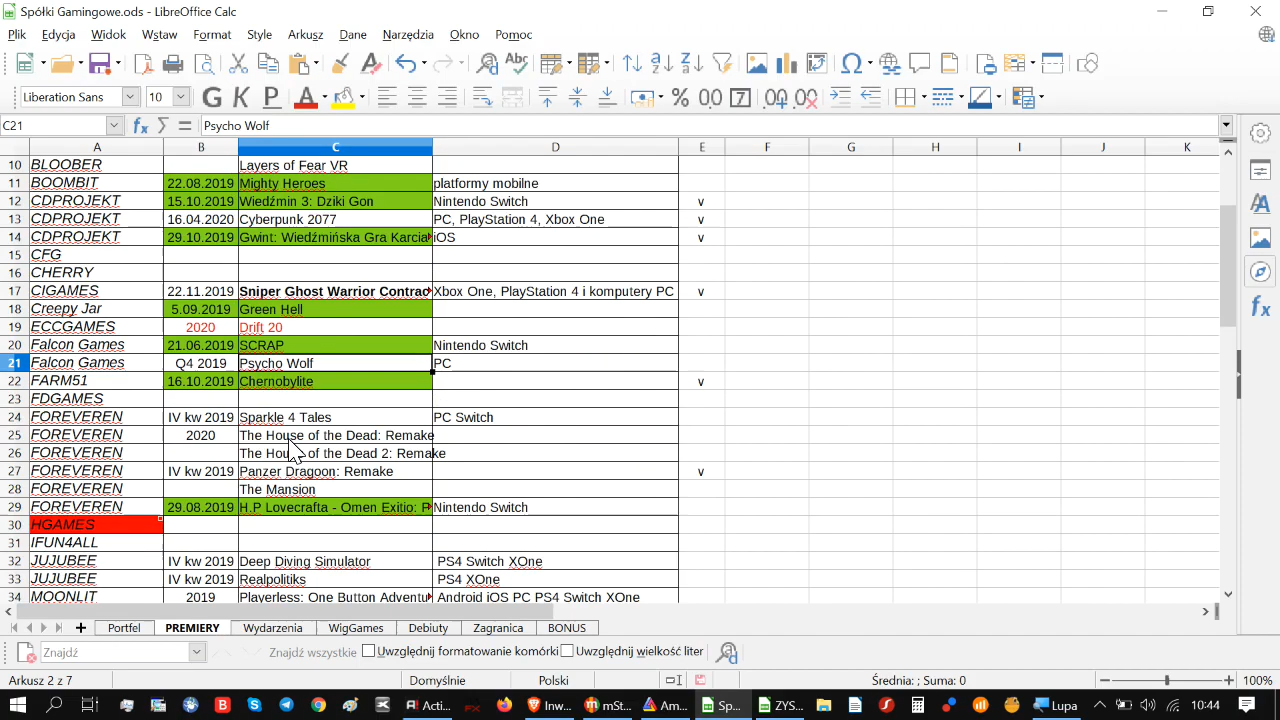 Spółki Gamingowe.ods - LibreOffice Calc
Plik Edycja Widok Wstaw Format Arkusz Style Dane Narzędzia Okno Pomoc
Liberation Sans 10 G K P
C21 Psycho Wolf
A B C D E F G H I J K
10 BLOOBER Layers of Fear VR
11 BOOMBIT 22.08.2019 Mighty Heroes platformy mobilne
12 CDPROJEKT 15.10.2019 Wiedźmin 3: Dziki Gon Nintendo Switch v
13 CDPROJEKT 16.04.2020 Cyberpunk 2077 PC, PlayStation 4, Xbox One v
14 CDPROJEKT 29.10.2019 Gwint: Wiedźmińska Gra Karcia iOS v
15 CFG
16 CHERRY
17 CIGAMES 22.11.2019 Sniper Ghost Warrior Contrac Xbox One, PlayStation 4 i komputery PC v
18 Creepy Jar 5.09.2019 Green Hell
19 ECCGAMES 2020 Drift 20
20 Falcon Games 21.06.2019 SCRAP Nintendo Switch
21 Falcon Games Q4 2019 Psycho Wolf PC
22 FARM51 16.10.2019 Chernobylite v
23 FDGAMES
24 FOREVEREN IV kw 2019 Sparkle 4 Tales PC Switch
25 FOREVEREN 2020 The House of the Dead: Remake
26 FOREVEREN The House of the Dead 2: Remake
27 FOREVEREN IV kw 2019 Panzer Dragoon: Remake v
28 FOREVEREN The Mansion
29 FOREVEREN 29.08.2019 H.P Lovecrafta - Omen Exitio: P Nintendo Switch
30 HGAMES
31 IFUN4ALL
32 JUJUBEE IV kw 2019 Deep Diving Simulator PS4 Switch XOne
33 JUJUBEE IV kw 2019 Realpolitiks PS4 XOne
34 MOONLIT 2019 Playerless: One Button Adventu Android iOS PC PS4 Switch XOne
Portfel PREMIERY Wydarzenia WigGames Debiuty Zagranica BONUS
Znajdź Znajdź wszystkie Uwzględnij formatowanie komórki Uwzględnij wielkość liter
Arkusz 2 z 7 Domyślnie Polski Średnia: ; Suma: 0 100%
Acti... Inw... mSt... Am... Sp... ZYS... Lupa 10:44